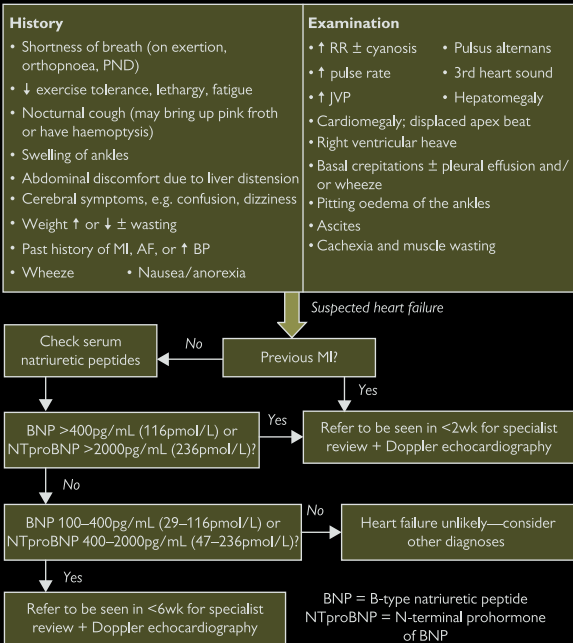 History
• Shortness of breath (on exertion,
orthopnoea, PND)
• ↓ exercise tolerance, lethargy, fatigue
• Nocturnal cough (may bring up pink froth
or have haemoptysis)
• Swelling of ankles
• Abdominal discomfort due to liver distension
• Cerebral symptoms, e.g. confusion, dizziness
• Weight ↑ or ↓ ± wasting
• Past history of MI, AF, or ↑ BP
• Wheeze • Nausea/anorexia
Examination
• ↑ RR ± cyanosis • Pulsus alternans
• ↑ pulse rate • 3rd heart sound
• ↑ JVP • Hepatomegaly
• Cardiomegaly; displaced apex beat
• Right ventricular heave
• Basal crepitations ± pleural effusion and/
or wheeze
• Pitting oedema of the ankles
• Ascites
• Cachexia and muscle wasting
Suspected heart failure
Previous MI?
No
Check serum
natriuretic peptides
Yes
BNP >400pg/mL (116pmol/L) or
NTproBNP >2000pg/mL (236pmol/L)?
Yes
Refer to be seen in <2wk for specialist
review + Doppler echocardiography
No
BNP 100–400pg/mL (29–116pmol/L) or
NTproBNP 400–2000pg/mL (47–236pmol/L)?
No
Heart failure unlikely—consider
other diagnoses
Yes
Refer to be seen in <6wk for specialist
review + Doppler echocardiography
BNP = B-type natriuretic peptide
NTproBNP = N-terminal prohormone
of BNP